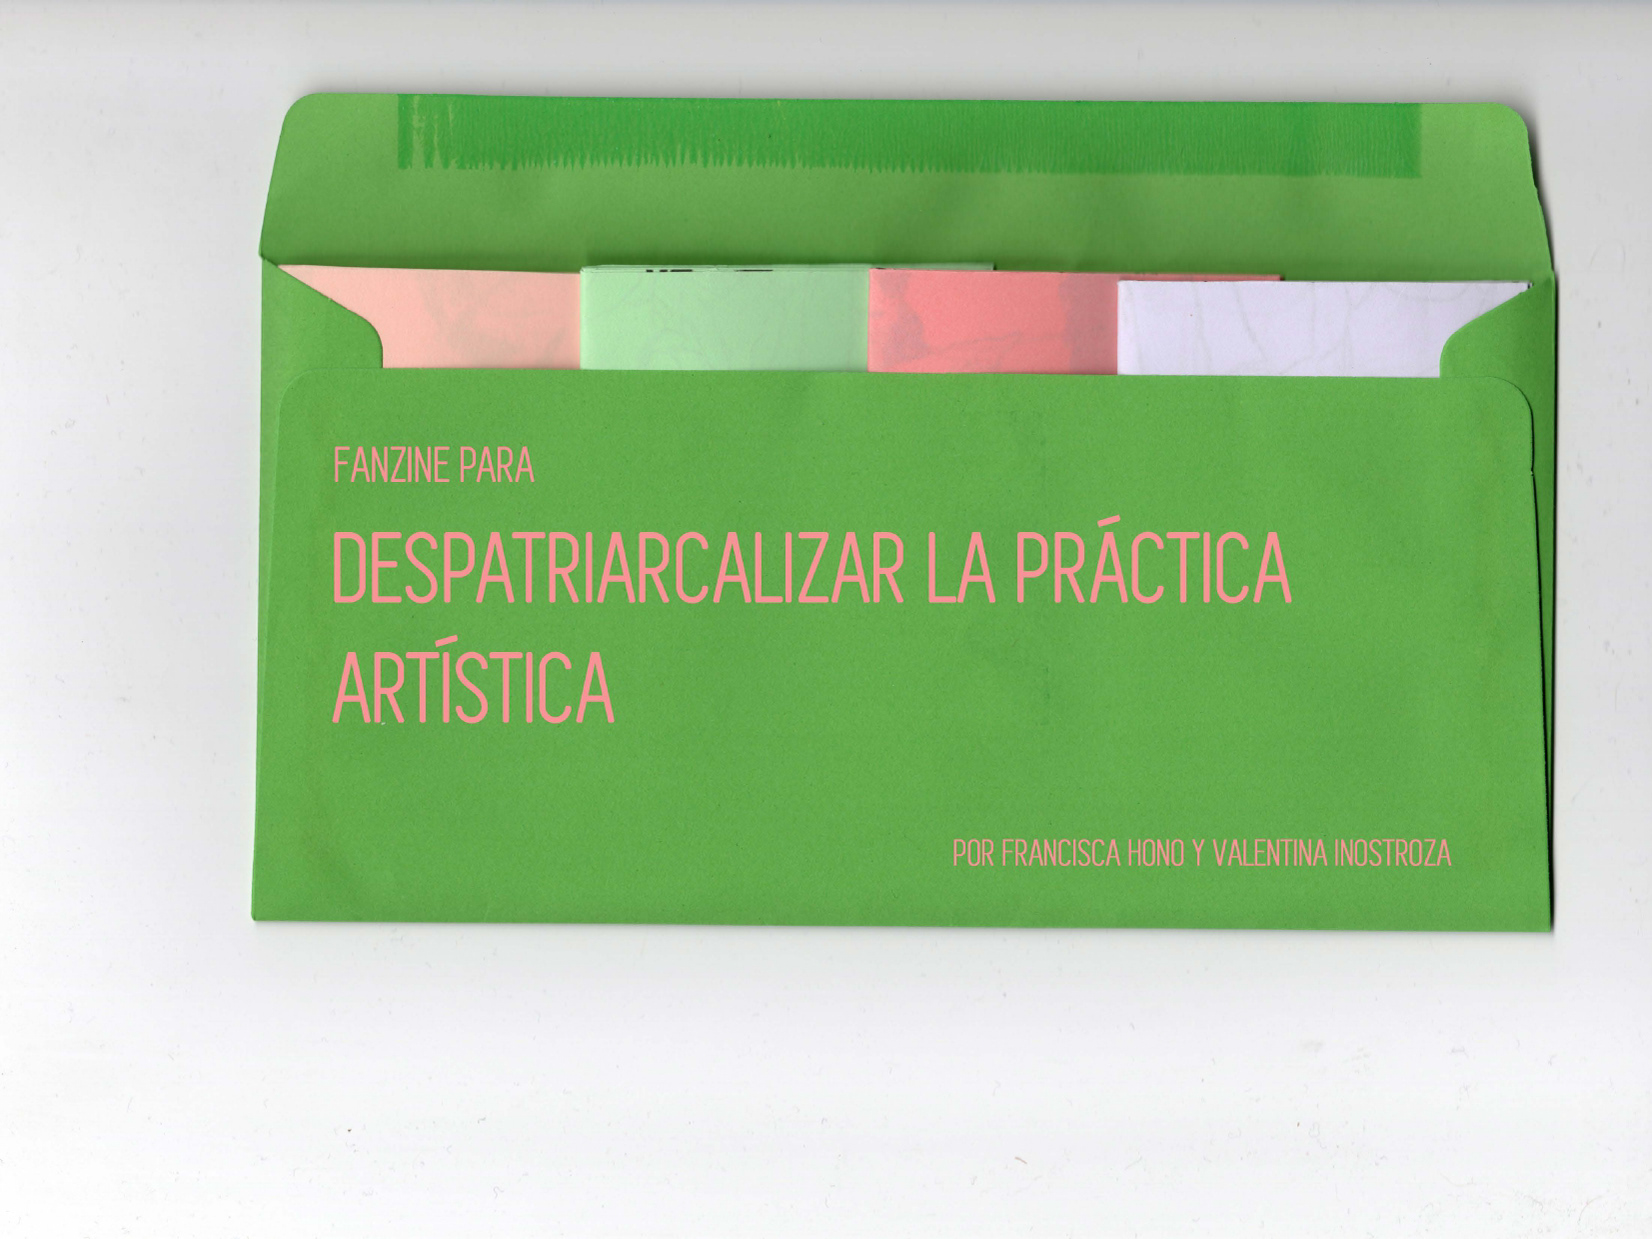 FANZINE PARA
DESPATRIARCALIZAR LA PRÁCTICA
ARTÍSTICA
POR FRANCISCA HONO Y VALENTINA INOSTROZA